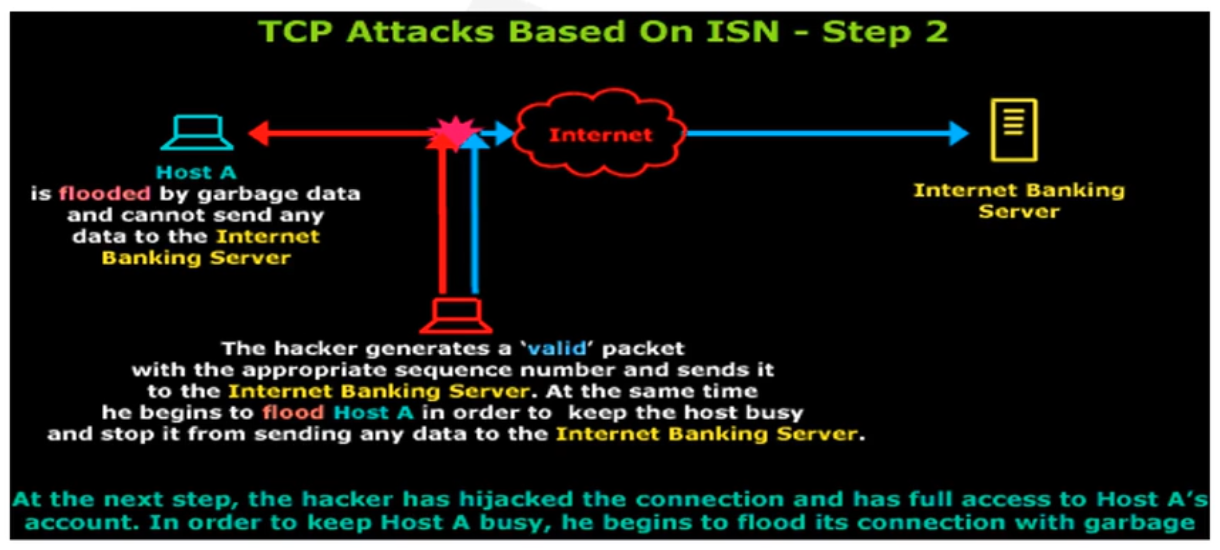 TCP Attacks Based On ISN - Step 2
Internet
Host A
is flooded by garbage data
and cannot send any
data to the Internet
Banking Server
Internet Banking
Server
The hacker generates a ‘valid’ packet
with the appropriate sequence number and sends it
to the Internet Banking Server. At the same time
he begins to flood Host A in order to keep the host busy
and stop it from sending any data to the Internet Banking Server.
At the next step, the hacker has hijacked the connection and has full access to Host A's
account. In order to keep Host A busy, he begins to flood its connection with garbage